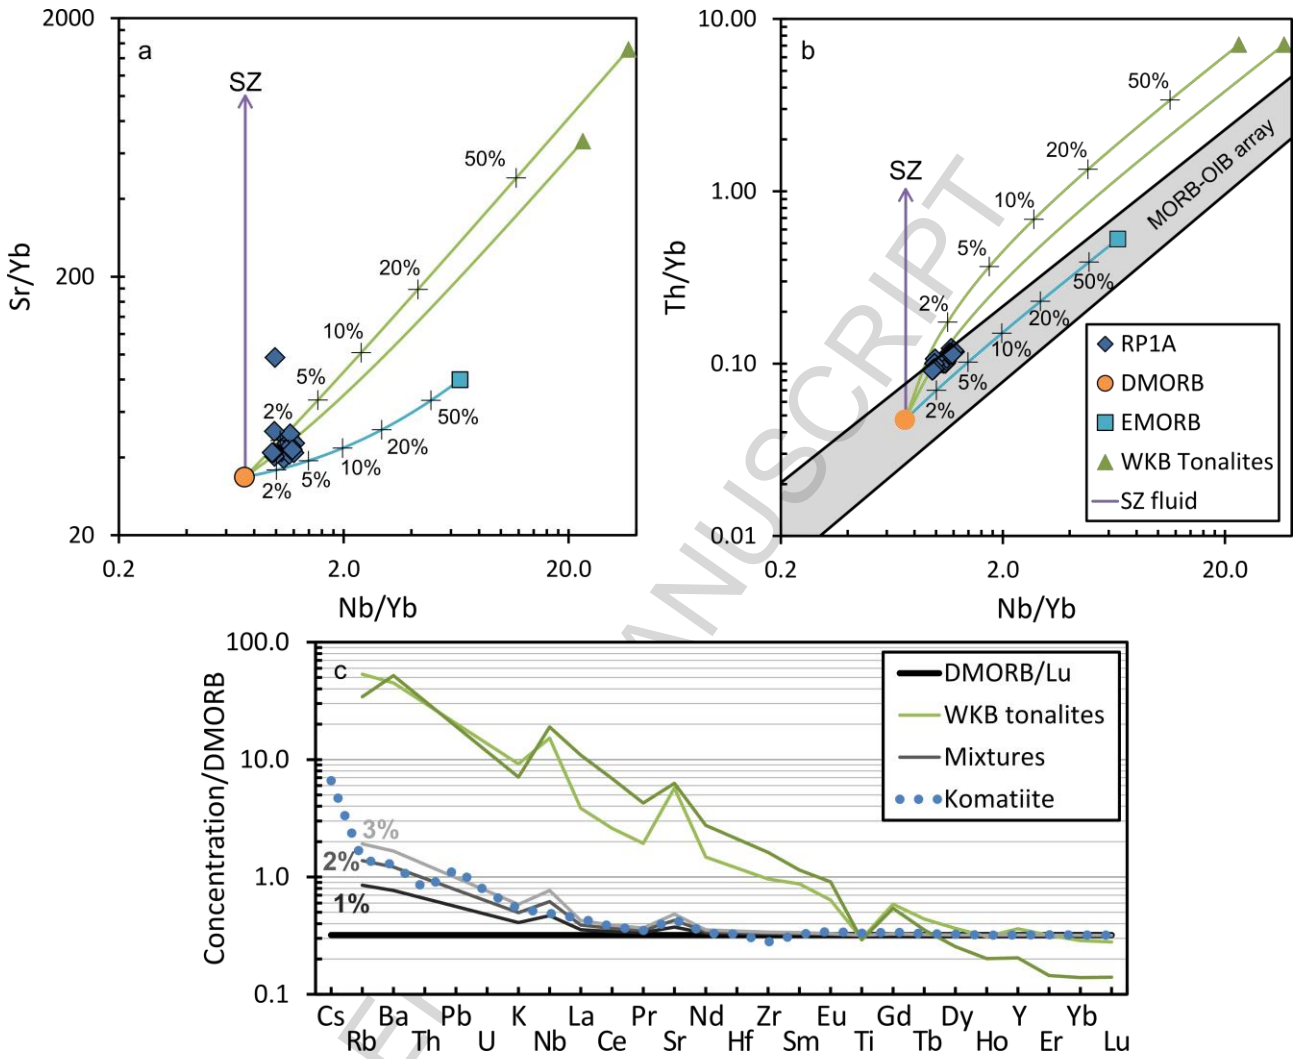 a
2000
200
20
Sr/Yb
SZ
50%
20%
10%
5%
2%
2%
5%
10%
20%
50%
0.2
2.0
20.0
Nb/Yb
b
10.00
1.00
0.10
0.01
Th/Yb
SZ
50%
20%
10%
5%
2%
MORB-OIB array
50%
20%
10%
5%
2%
RP1A
DMORB
EMORB
WKB Tonalites
SZ fluid
0.2
2.0
20.0
Nb/Yb
c
100.0
10.0
1.0
0.1
Concentration/DMORB
DMORB/Lu
WKB tonalites
Mixtures
Komatiite
3%
2%
1%
Cs Ba Pb K La Pr Nd Zr Eu Gd Dy Y Yb
Rb Th U Nb Ce Sr Hf Sm Ti Tb Ho Er Lu
MANUSCRIPT